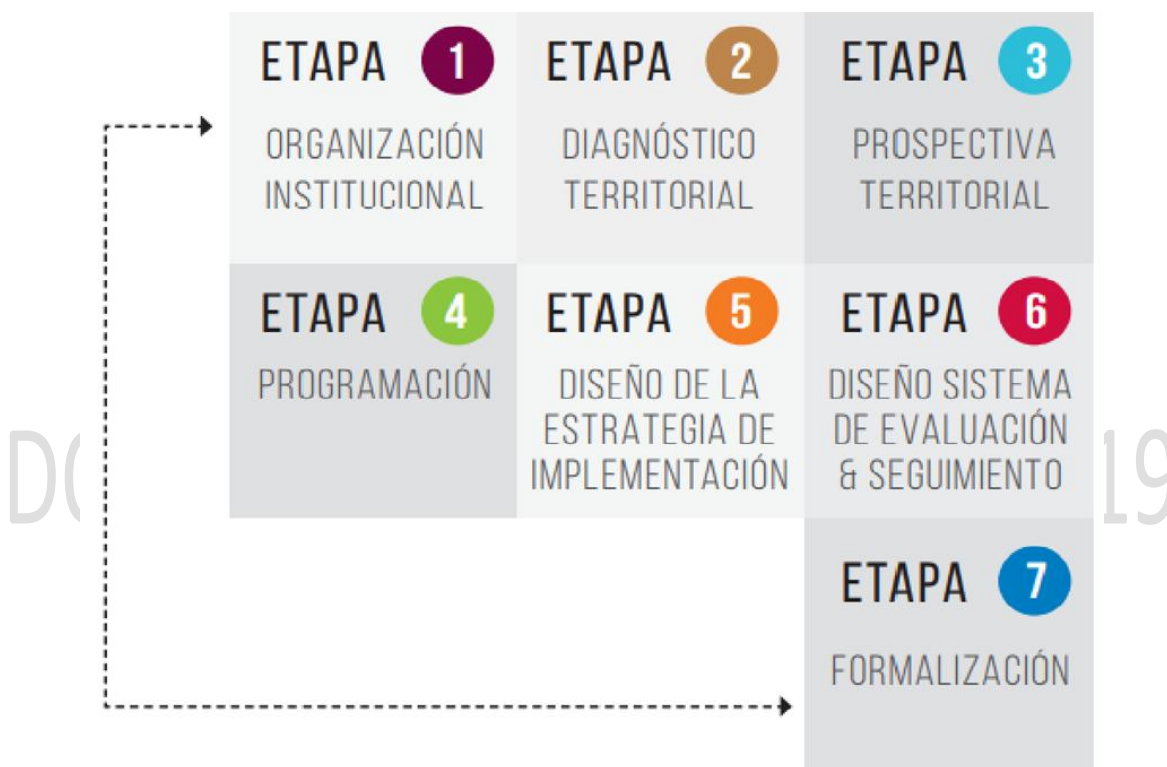 ETAPA 1
ORGANIZACIÓN
INSTITUCIONAL
ETAPA 2
DIAGNÓSTICO
TERRITORIAL
ETAPA 3
PROSPECTIVA
TERRITORIAL
ETAPA 4
PROGRAMACIÓN
ETAPA 5
DISEÑO DE LA
ESTRATEGIA DE
IMPLEMENTACIÓN
ETAPA 6
DISEÑO SISTEMA
DE EVALUACIÓN
& SEGUIMIENTO
ETAPA 7
FORMALIZACIÓN